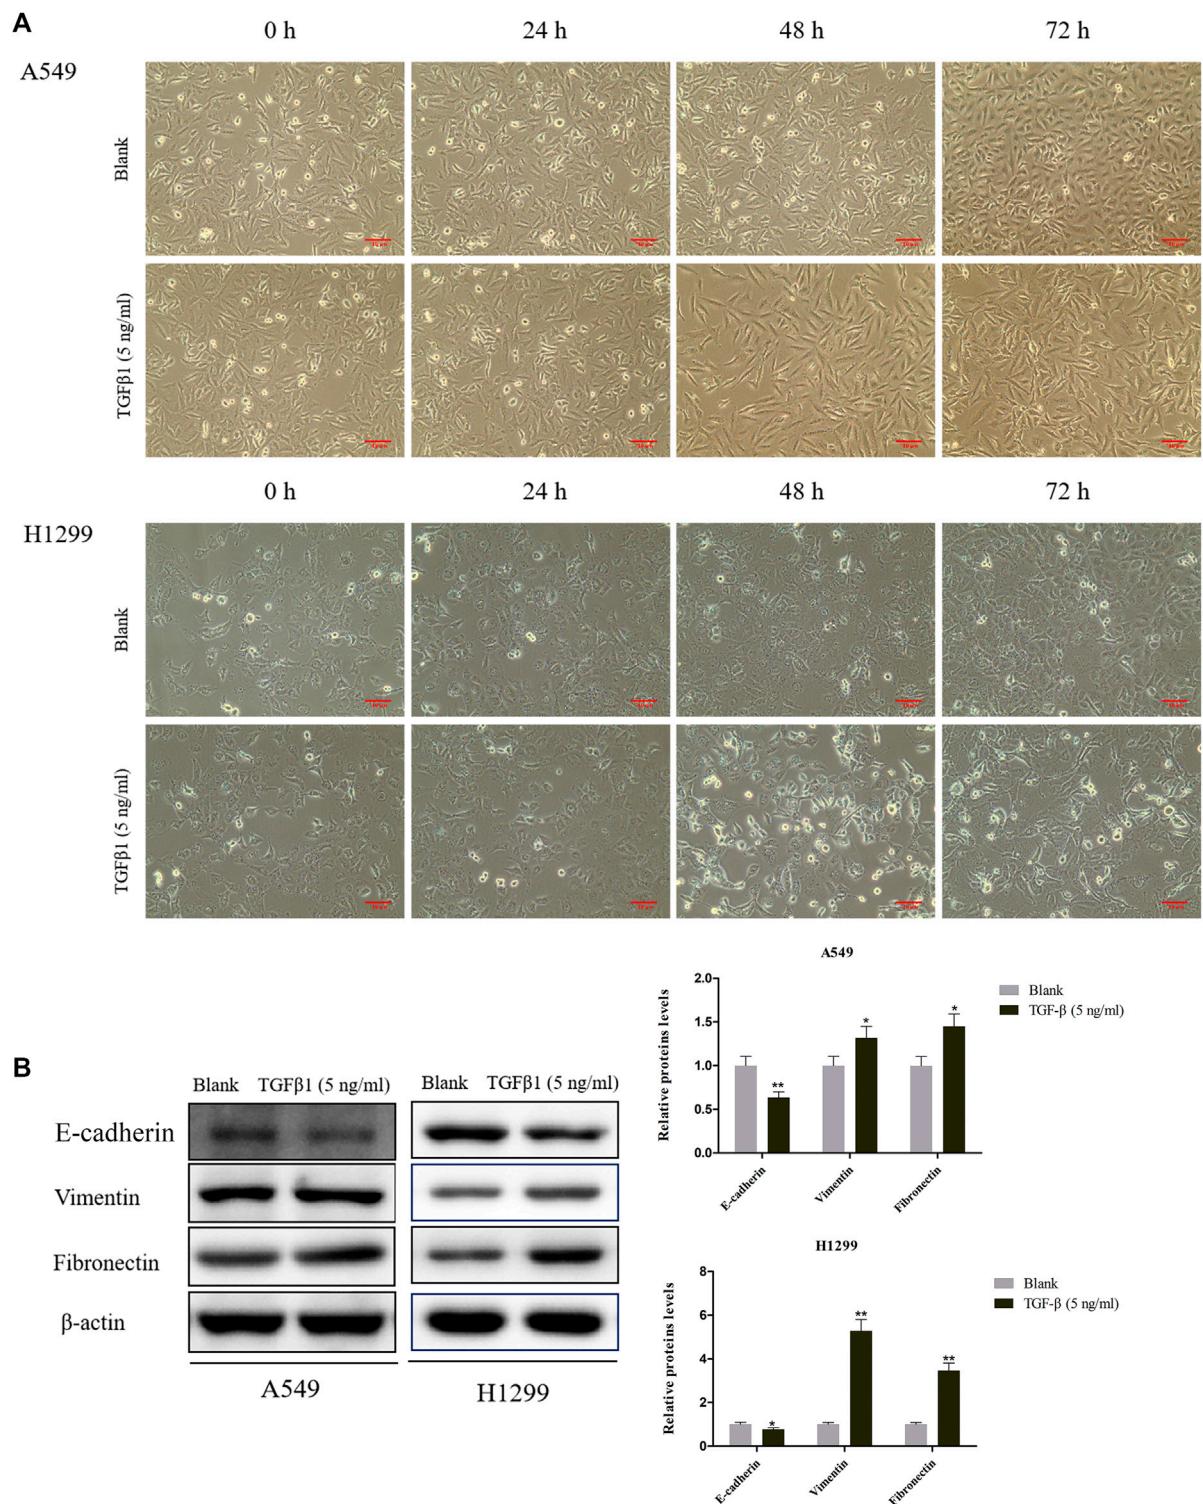 A
0 h 24 h 48 h 72 h
A549
Blank
TGFβ1 (5 ng/ml)
0 h 24 h 48 h 72 h
H1299
Blank
TGFβ1 (5 ng/ml)
B
Blank TGFβ1 (5 ng/ml) Blank TGFβ1 (5 ng/ml)
E-cadherin
Vimentin
Fibronectin
β-actin
A549 H1299
A549
Relative proteins levels
2.0
1.5
1.0
0.5
0.0
** * *
E-cadherin Vimentin Fibronectin
Blank
TGF-β (5 ng/ml)
H1299
Relative proteins levels
8
6
4
2
0
* ** **
E-cadherin Vimentin Fibronectin
Blank
TGF-β (5 ng/ml)